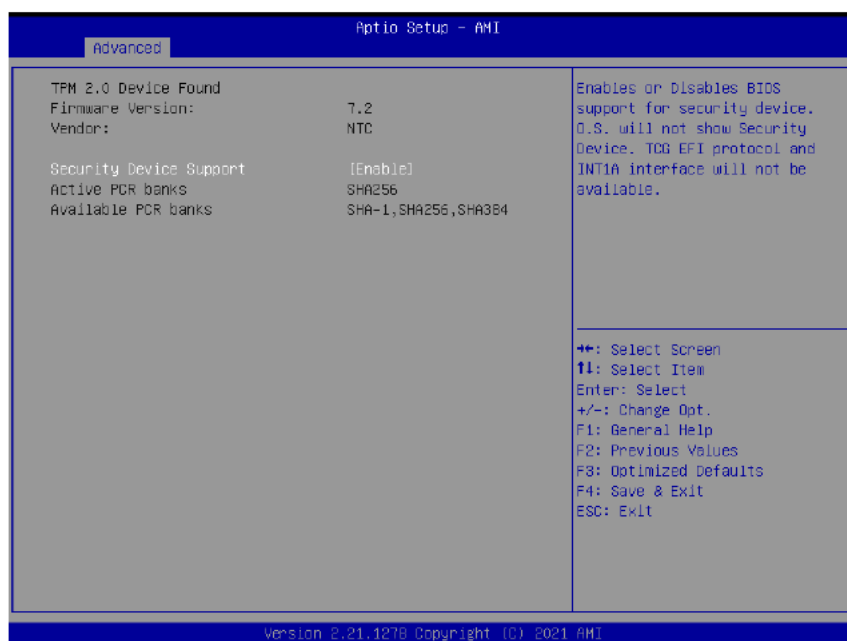 Aptio Setup - AMI
Advanced
TPM 2.0 Device Found
Firmware Version: 7.2
Vendor: NTC
Security Device Support [Enable]
Active PCR banks SHA256
Available PCR banks SHA-1,SHA256,SHA384
Enables or Disables BIOS
support for security device.
O.S. will not show Security
Device. TCG EFI protocol and
INT1A interface will not be
available.
→←: Select Screen
↑↓: Select Item
Enter: Select
+/-: Change Opt.
F1: General Help
F2: Previous Values
F3: Optimized Defaults
F4: Save & Exit
ESC: Exit
Version 2.21.1278 Copyright (C) 2021 AMI